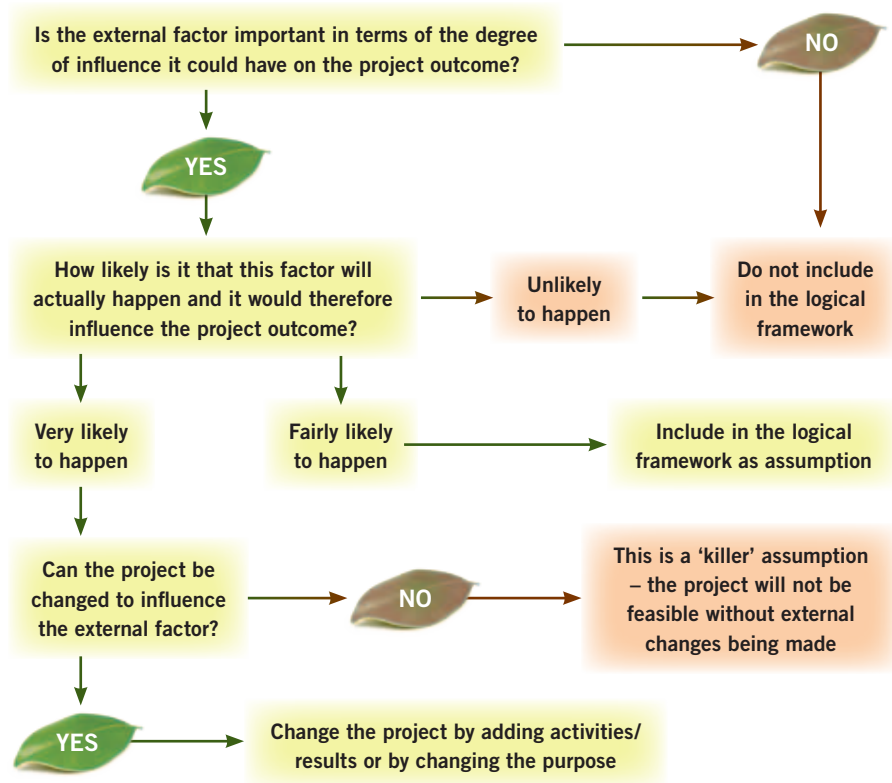 Is the external factor important in terms of the degree
of influence it could have on the project outcome?
NO
YES
How likely is it that this factor will
actually happen and it would therefore
influence the project outcome?
Unlikely
to happen
Do not include
in the logical
framework
Very likely
to happen
Fairly likely
to happen
Include in the logical
framework as assumption
Can the project be
changed to influence
the external factor?
NO
This is a ‘killer’ assumption
– the project will not be
feasible without external
changes being made
YES
Change the project by adding activities/
results or by changing the purpose